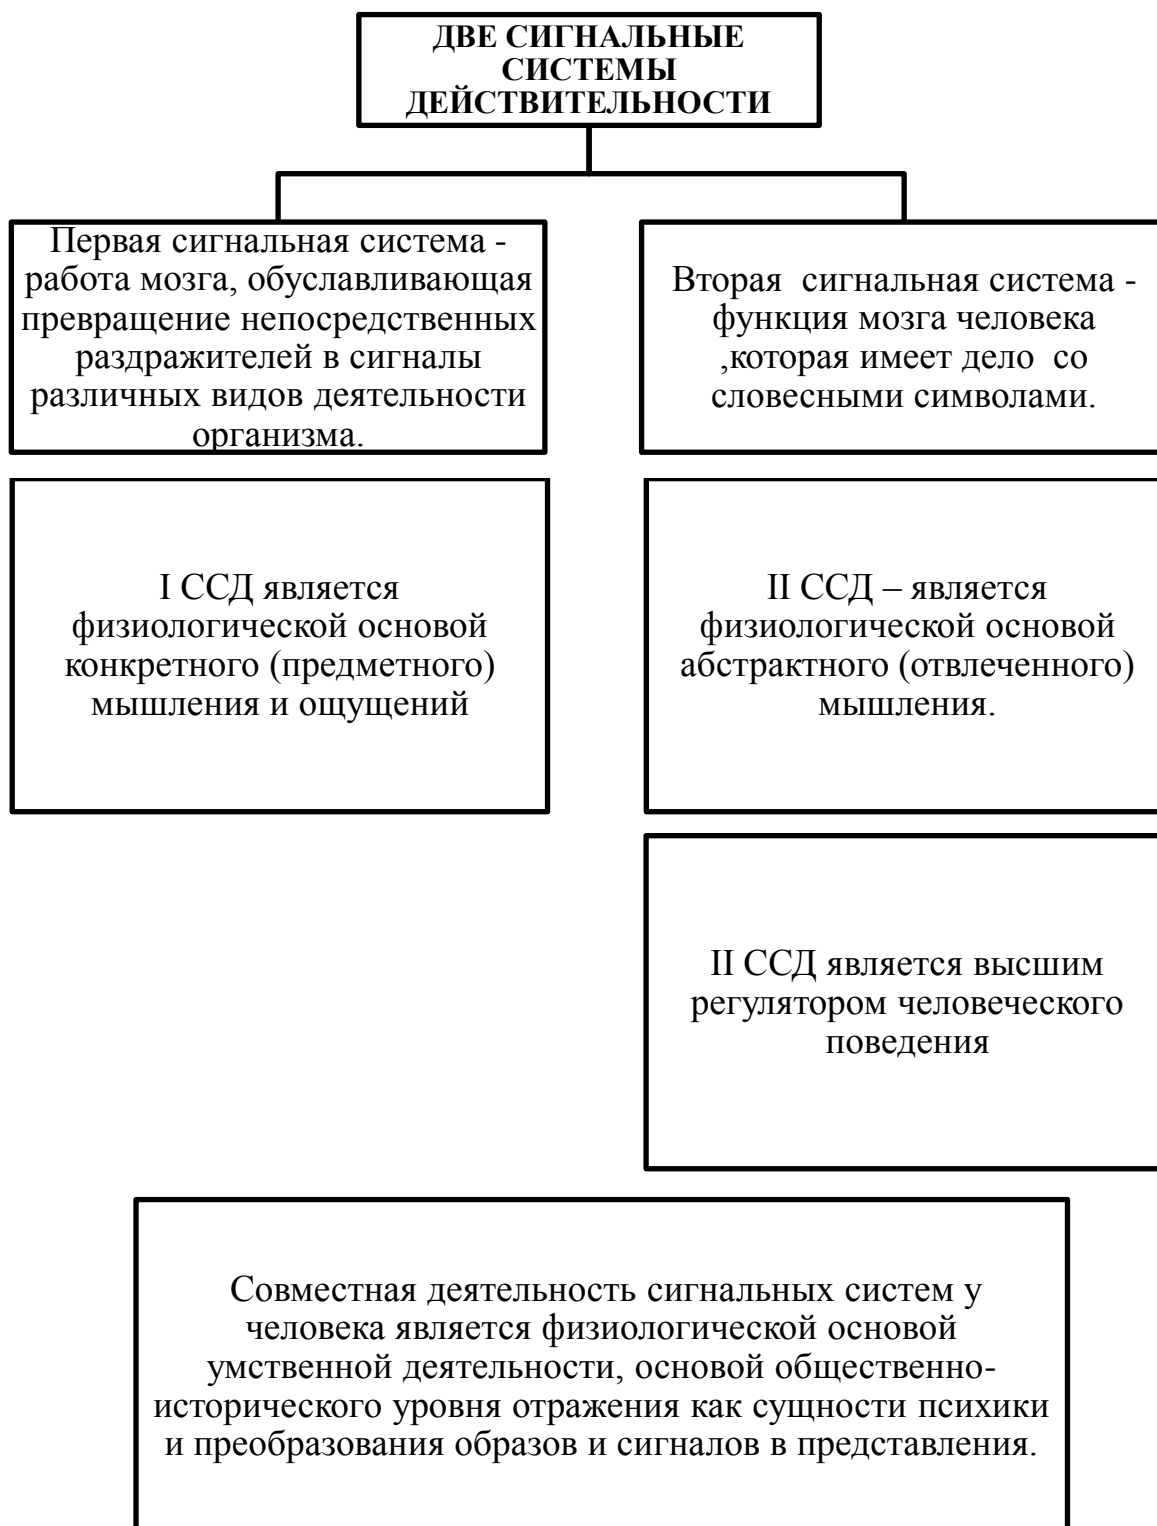 ДВЕ СИГНАЛЬНЫЕ
СИСТЕМЫ
ДЕЙСТВИТЕЛЬНОСТИ
Первая сигнальная система -
работа мозга, обуславливающая
превращение непосредственных
раздражителей в сигналы
различных видов деятельности
организма.
Вторая  сигнальная система -
функция мозга человека
,которая имеет дело  со
словесными символами.
I ССД является
физиологической основой
конкретного (предметного)
мышления и ощущений
II ССД – является
физиологической основой
абстрактного (отвлеченного)
мышления.
II ССД является высшим
регулятором человеческого
поведения
Совместная деятельность сигнальных систем у
человека является физиологической основой
умственной деятельности, основой общественно-
исторического уровня отражения как сущности психики
и преобразования образов и сигналов в представления.